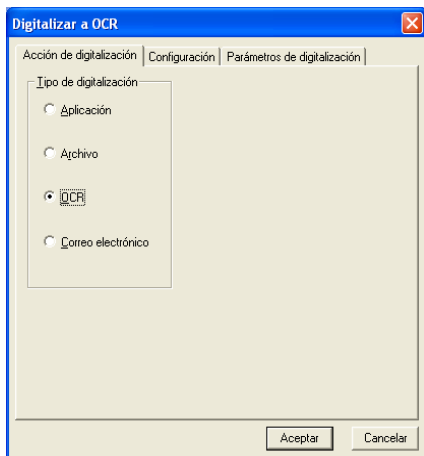 Digitalizar a OCR
Acción de digitalización Configuración Parámetros de digitalización
Tipo de digitalización
Aplicación
Archivo
OCR
Correo electrónico
Aceptar Cancelar